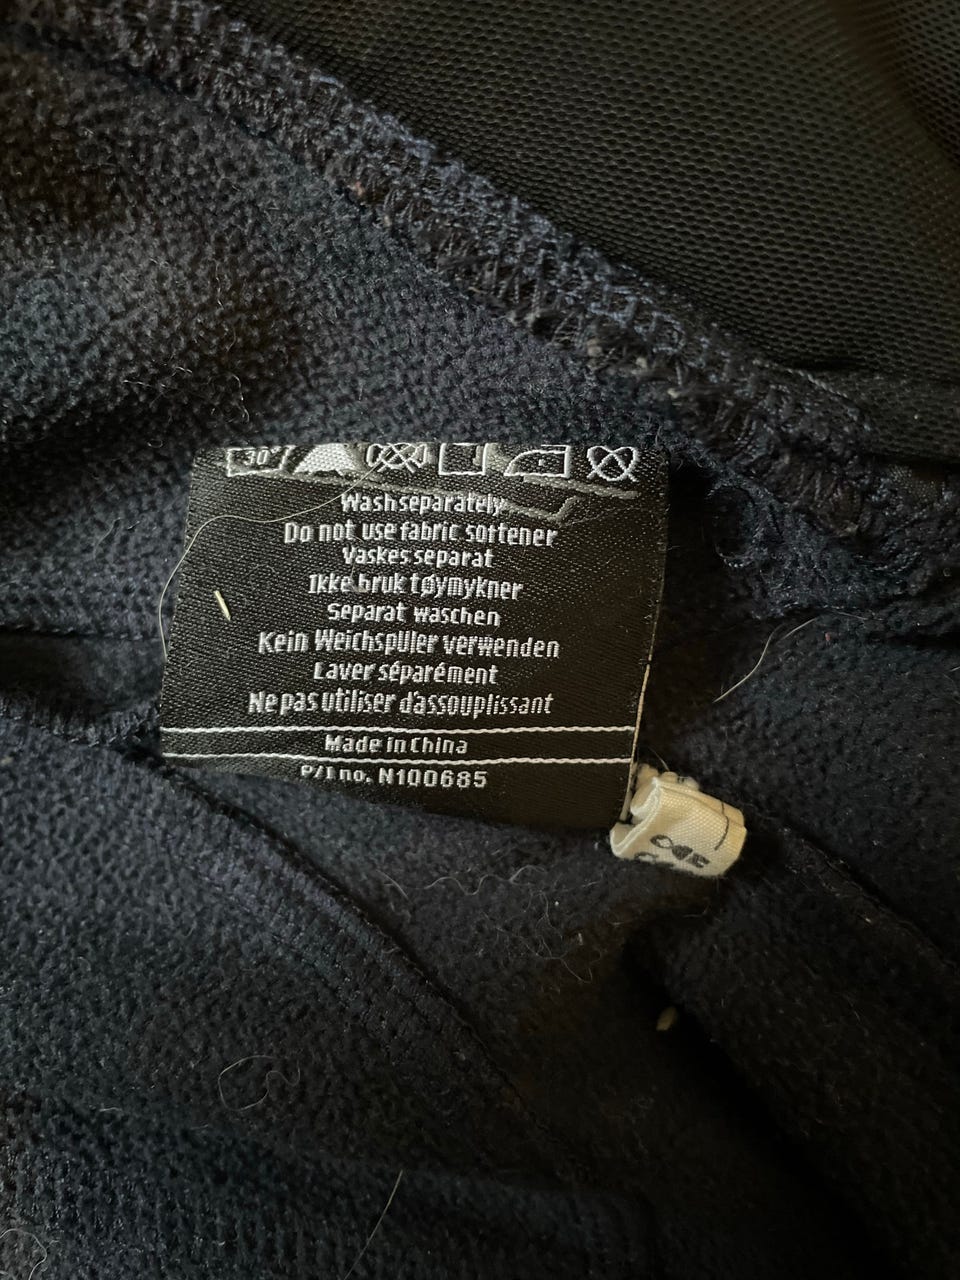 30°
Wash separately
Do not use fabric softener
Vaskes separat
Ikke bruk tøymykner
Separat waschen
Kein Weichspüler verwenden
Laver séparément
Ne pas utiliser d'assouplissant
Made in China
P/I no. N100685